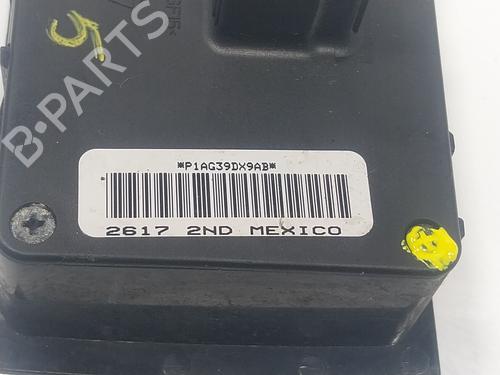 *P1AG39DX9AB*
2617 2ND MEXICO
B-PARTS